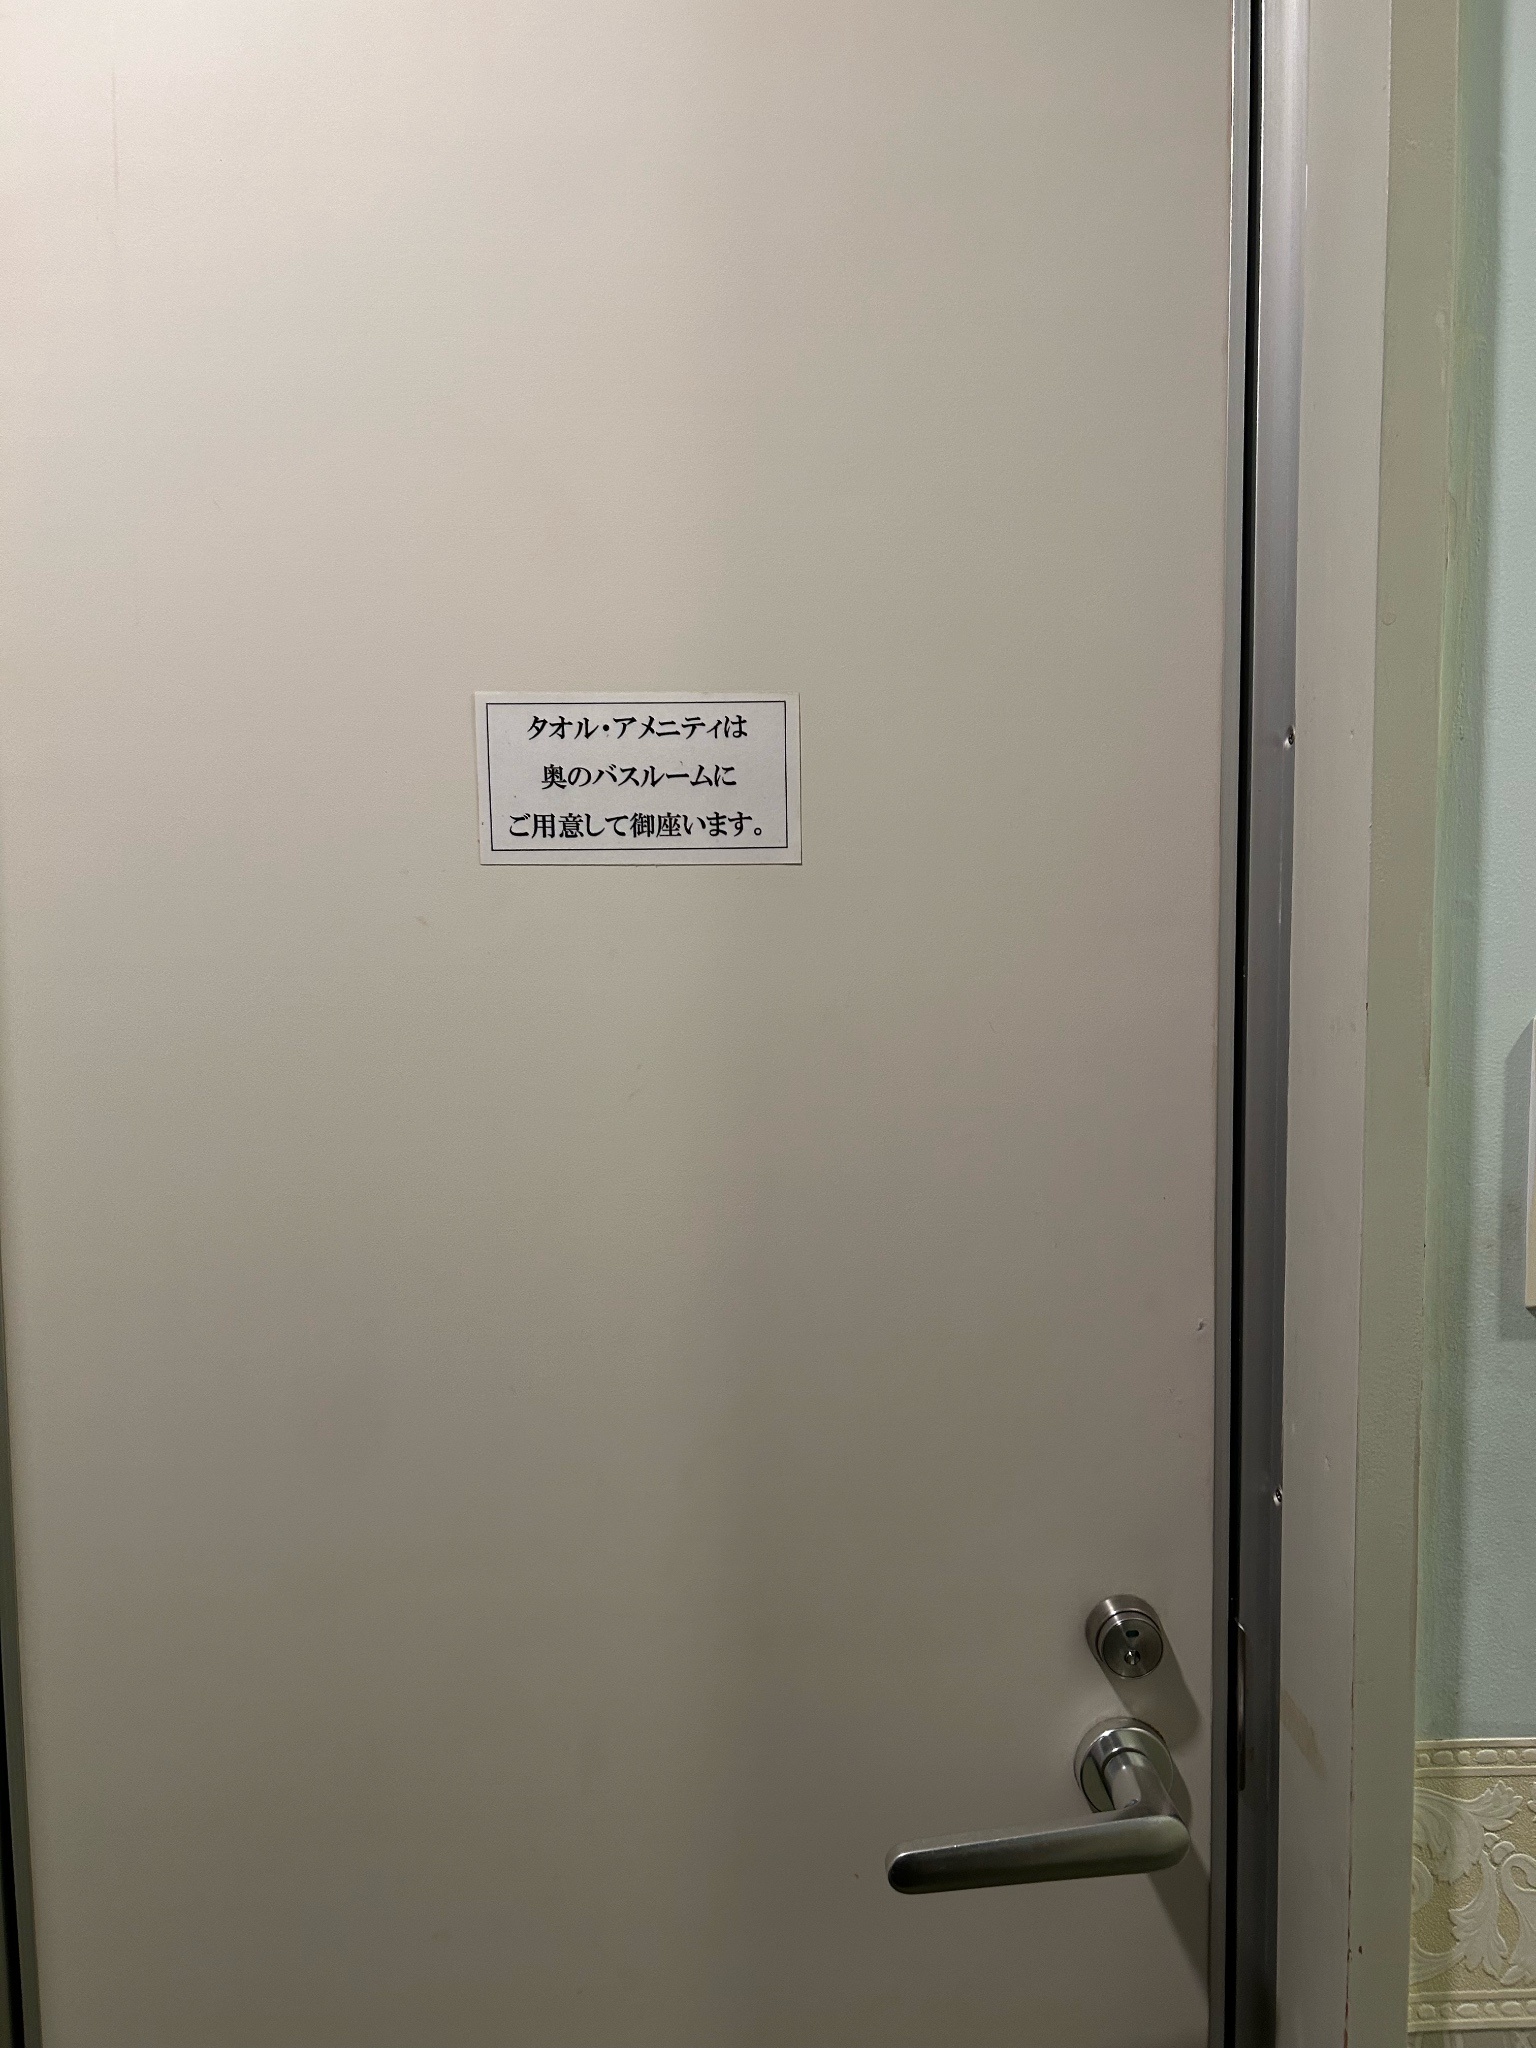 タオル・アメニティは
奥のバスルームに
ご用意して御座います。